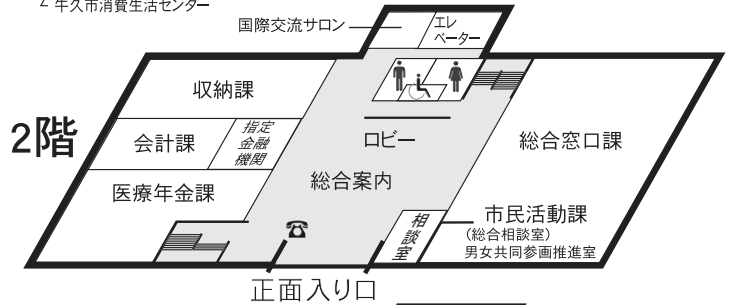 牛久市消費生活センター
国際交流サロン
エレ
ベーター
収納課
2階
会計課
指定
金融
機関
ロビー
総合窓口課
医療年金課
総合案内
相談室
市民活動課
(総合相談室)
男女共同参画推進室
正面入り口